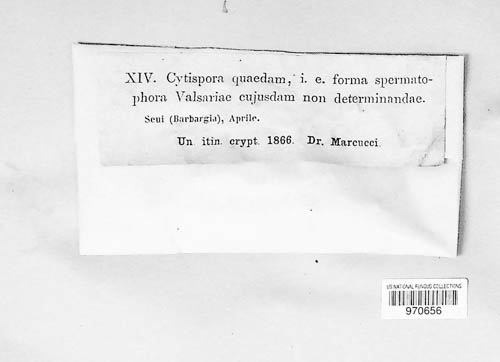 XIV. Cytispora quaedam, i. e. forma spermato-
phora Valsariae cujusdam non determinandae.
Seui (Barbargia), Aprile.
Un. itin. crypt. 1866. Dr. Marcucci.
US NATIONAL FUNGUS COLLECTIONS
970656